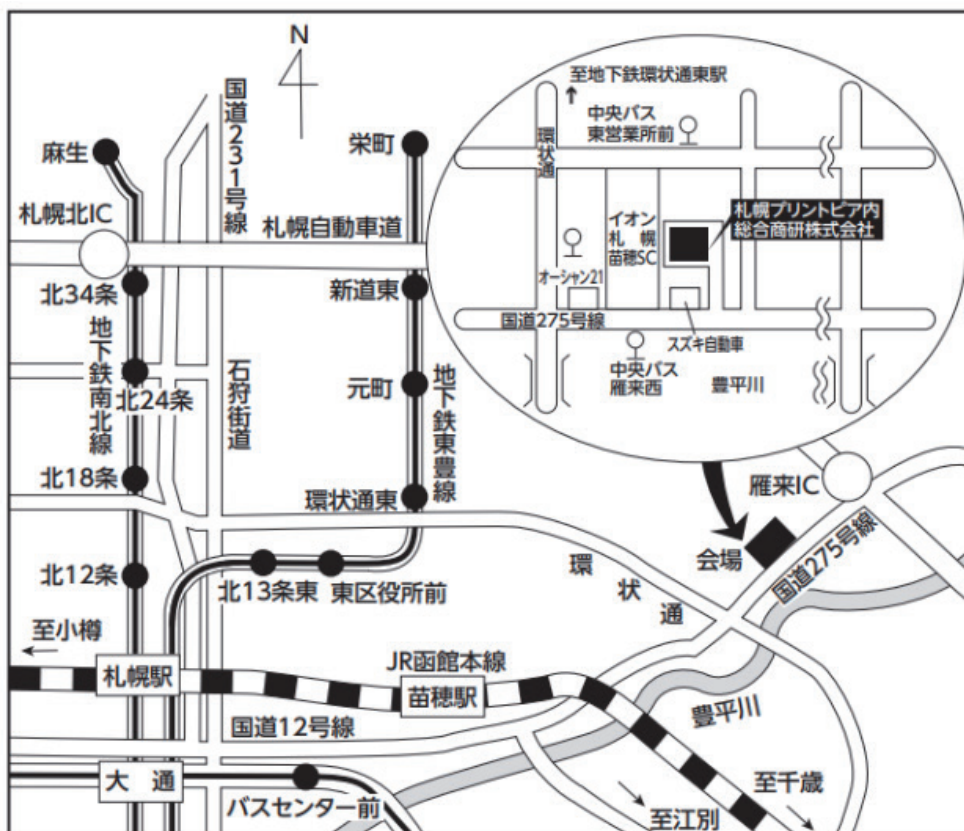 N
国道231号線
麻生
栄町
札幌北IC
札幌自動車道
北34条
新道東
地下鉄南北線
北24条
石狩街道
元町
地下鉄東豊線
北18条
環状通東
北12条
北13条東
東区役所前
至小樽
札幌駅
JR函館本線
苗穂駅
国道12号線
大通
バスセンター前
至地下鉄環状通東駅
中央バス
東営業所前
環状通
イオン
札幌
苗穂SC
札幌プリントピア内
総合商研株式会社
オーシャン21
国道275号線
スズキ自動車
中央バス
雁来西
豊平川
雁来IC
会場
国道275号線
環状通
豊平川
至千歳
至江別